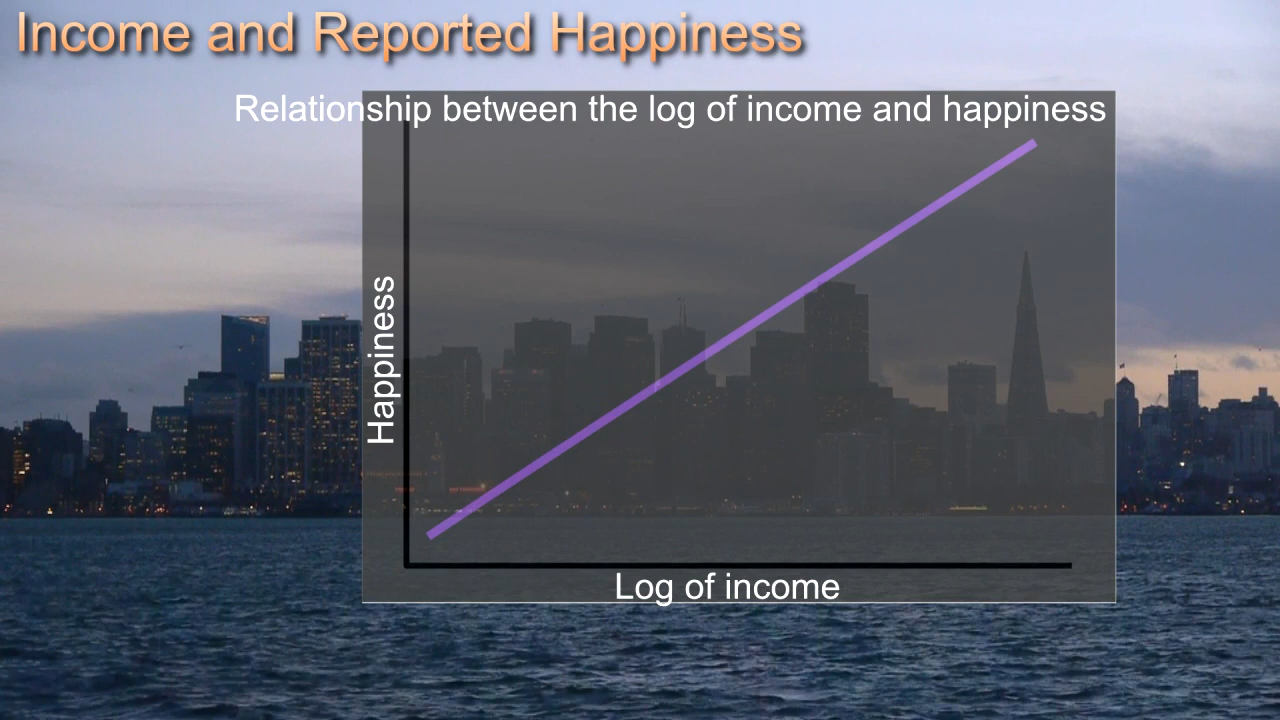 Income and Reported Happiness
Relationship between the log of income and happiness
Happiness
Log of income